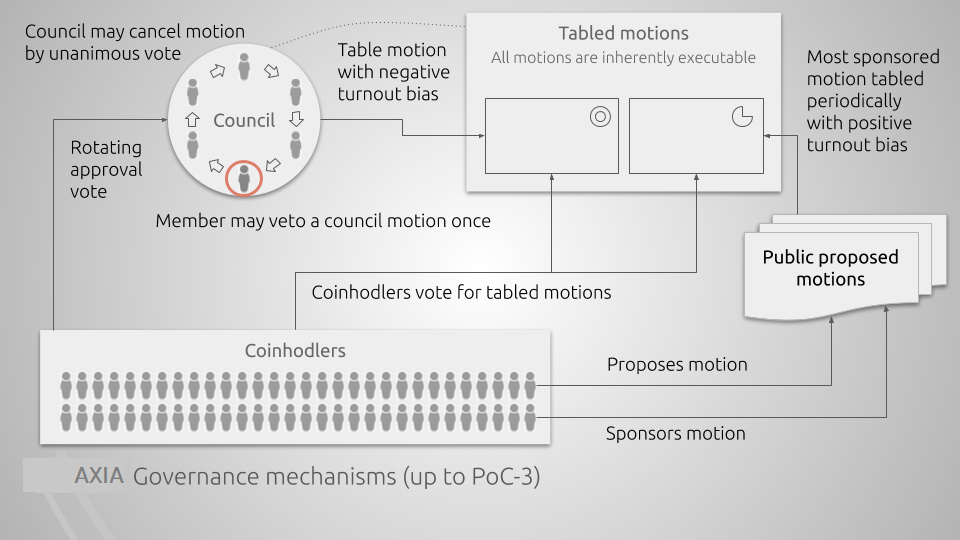 Council may cancel motion
by unanimous vote
Council
Table motion
with negative
turnout bias
Tabled motions
All motions are inherently executable
Most sponsored
motion tabled
periodically
with positive
turnout bias
Rotating
approval
vote
Member may veto a council motion once
Public proposed
motions
Coinhodlers vote for tabled motions
Coinhodlers
Proposes motion
Sponsors motion
AXIA Governance mechanisms (up to PoC-3)